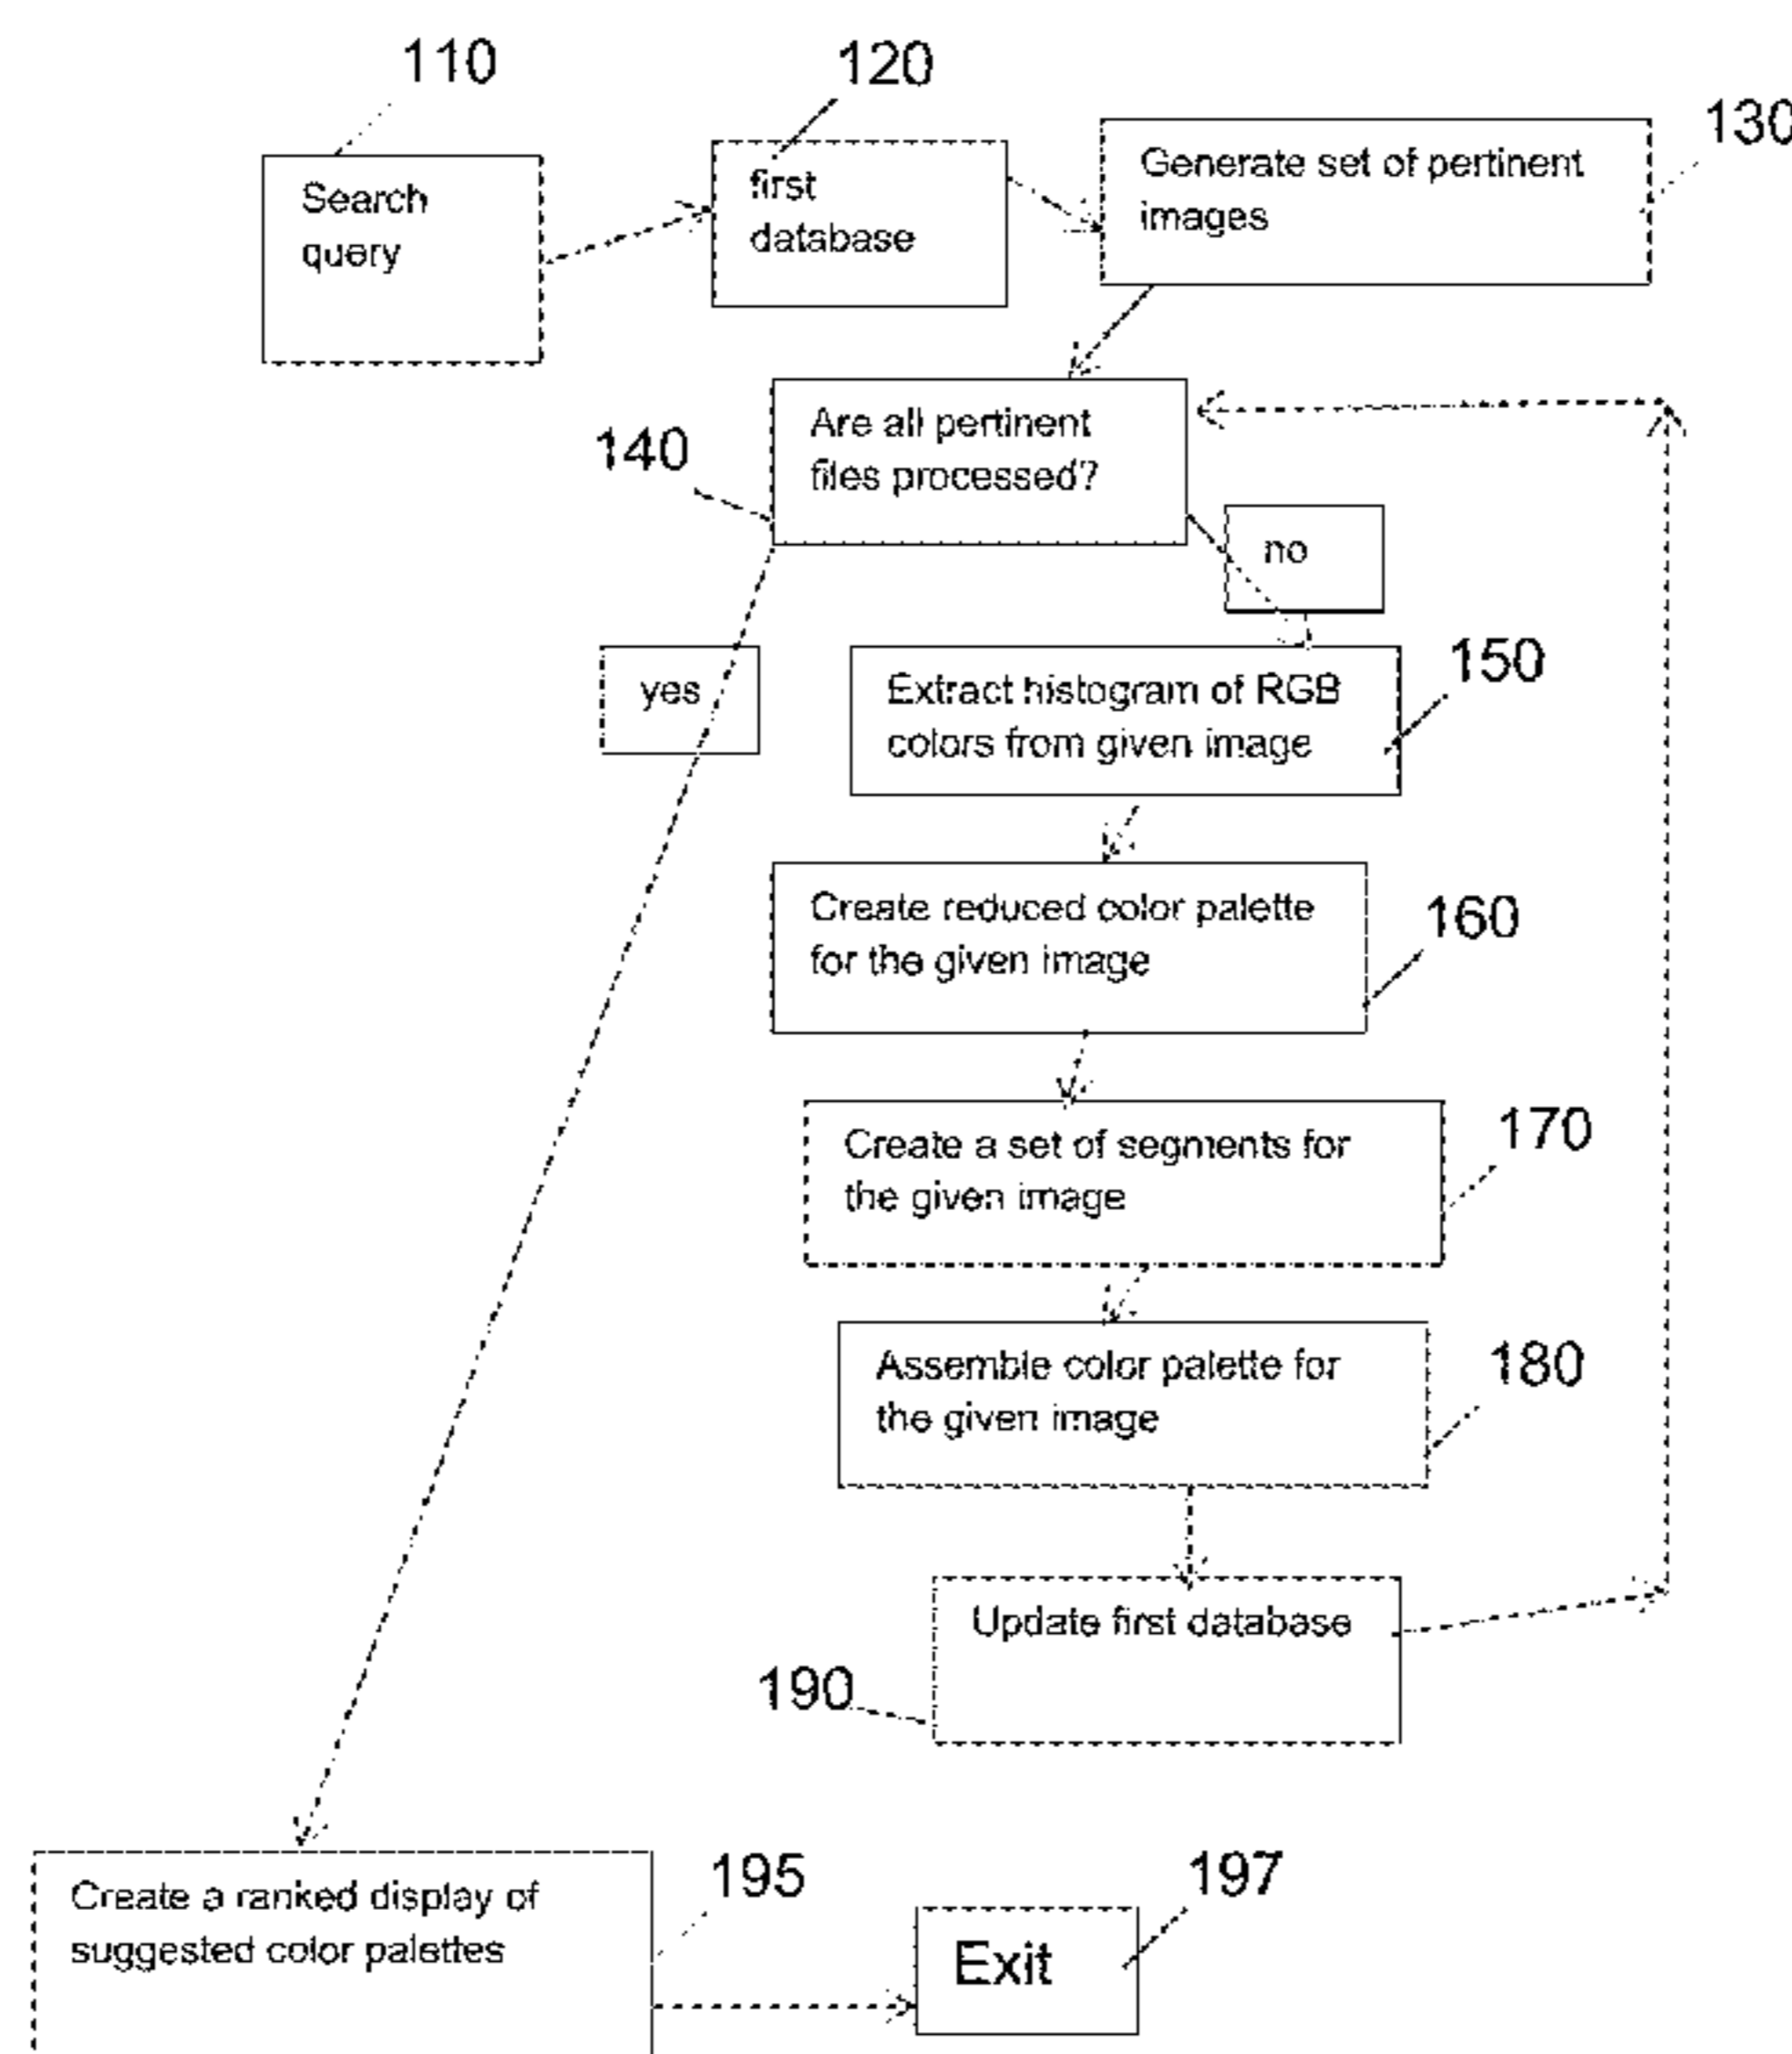 110
120
130
Search
query
first
database
Generate set of pertinent
images
140
Are all pertinent
files processed?
no
yes
150
Extract histogram of RGB
colors from given image
160
Create reduced color palette
for the given image
170
Create a set of segments for
the given image
180
Assemble color palette for
the given image
Update first database
190
195
Create a ranked display of
suggested color palettes
197
Exit